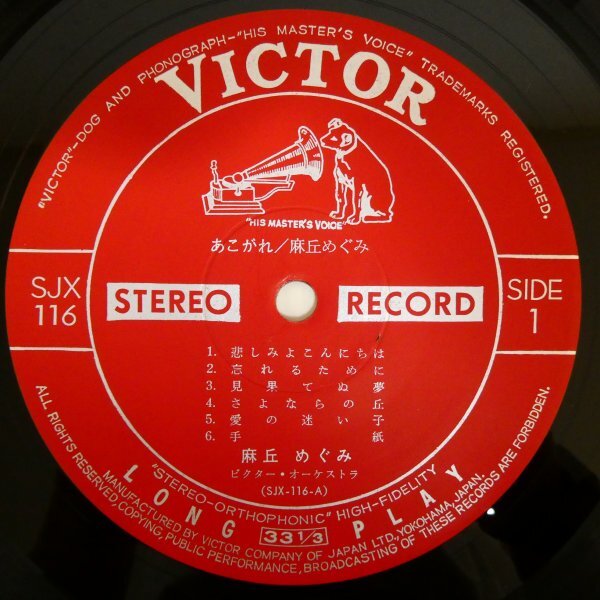 "VICTOR"–DOG AND PHONOGRAPH–"HIS MASTER'S VOICE" TRADEMARKS REGISTERED.
VICTOR
"HIS MASTER'S VOICE"
あこがれ／麻丘めぐみ
SJX
116
STEREO
RECORD
SIDE
1
1. 悲しみよこんにちは
2. 忘れるために
3. 見果てぬ夢
4. さよならの丘
5. 愛の迷い子
6. 手紙
麻丘 めぐみ
ビクター・オーケストラ
(SJX-116-A)
"STEREO-ORTHOPHONIC" HIGH-FIDELITY
LONG 33 1/3 PLAY
MANUFACTURED BY VICTOR COMPANY OF JAPAN LTD., YOKOHAMA, JAPAN.
ALL RIGHTS RESERVED, COPYING, PUBLIC PERFORMANCE, BROADCASTING OF THESE RECORDS ARE FORBIDDEN.